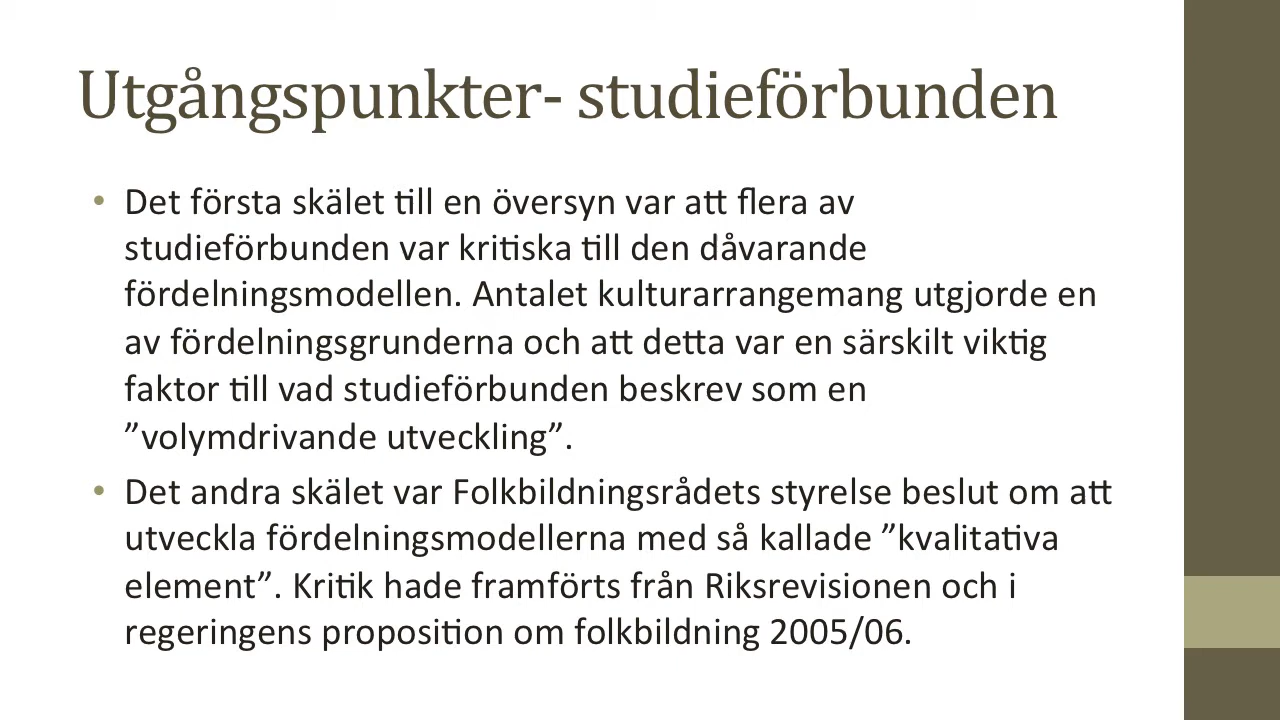 Utgångspunkter- studieförbunden
• Det första skälet till en översyn var att flera av
studieförbunden var kritiska till den dåvarande
fördelningsmodellen. Antalet kulturarrangemang utgjorde en
av fördelningsgrunderna och att detta var en särskilt viktig
faktor till vad studieförbunden beskrev som en
”volymdrivande utveckling”.
• Det andra skälet var Folkbildningsrådets styrelse beslut om att
utveckla fördelningsmodellerna med så kallade ”kvalitativa
element”. Kritik hade framförts från Riksrevisionen och i
regeringens proposition om folkbildning 2005/06.